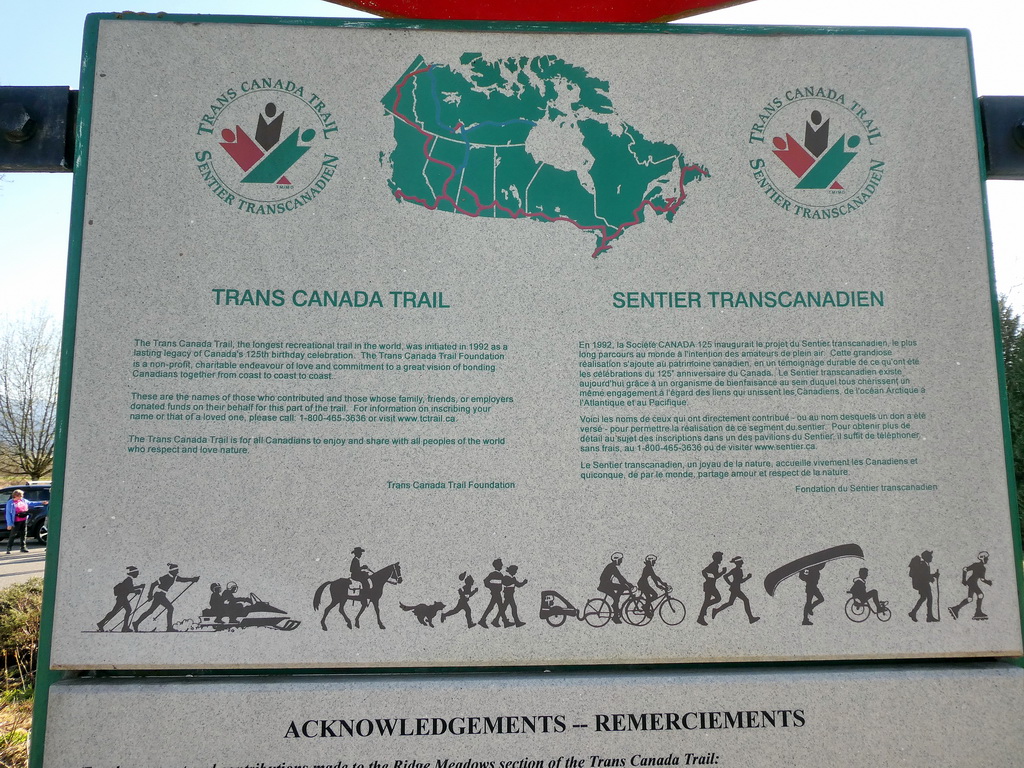 TRANS CANADA TRAIL
SENTIER TRANSCANADIEN
TRANS CANADA TRAIL
SENTIER TRANSCANADIEN
TRANS CANADA TRAIL
The Trans Canada Trail, the longest recreational trail in the world, was initiated in 1992 as a
lasting legacy of Canada's 125th birthday celebration. The Trans Canada Trail Foundation
is a non-profit, charitable endeavour of love and commitment to a great vision of bonding
Canadians together from coast to coast to coast.
These are the names of those who contributed and those whose family, friends, or employers
donated funds on their behalf for this part of the trail. For information on inscribing your
name or that of a loved one, please call: 1-800-465-3636 or visit www.tctrail.ca.
The Trans Canada Trail is for all Canadians to enjoy and share with all peoples of the world
who respect and love nature.
Trans Canada Trail Foundation
SENTIER TRANSCANADIEN
En 1992, la Société CANADA 125 inaugurait le projet du Sentier transcanadien, le plus
long parcours au monde à l'intention des amateurs de plein air. Cette grandiose
réalisation s'ajoute au patrimoine canadien, en un témoignage durable de ce qu'ont été
les célébrations du 125e anniversaire du Canada. Le Sentier transcanadien existe
aujourd'hui grâce à un organisme de bienfaisance au sein duquel tous chérissent un
même engagement à l'égard des liens qui unissent les Canadiens, de l'océan Arctique à
l'Atlantique et au Pacifique.
Voici les noms de ceux qui ont directement contribué - ou au nom desquels un don a été
versé - pour permettre la réalisation de ce segment du sentier. Pour obtenir plus de
détail au sujet des inscriptions dans un des pavillons du Sentier, il suffit de téléphoner,
sans frais, au 1-800-465-3636 ou de visiter www.sentier.ca.
Le Sentier transcanadien, un joyau de la nature, accueille vivement les Canadiens et
quiconque, de par le monde, partage amour et respect de la nature.
Fondation du Sentier transcanadien
ACKNOWLEDGEMENTS -- REMERCIEMENTS
contributions made to the Ridge Meadows section of the Trans Canada Trail: